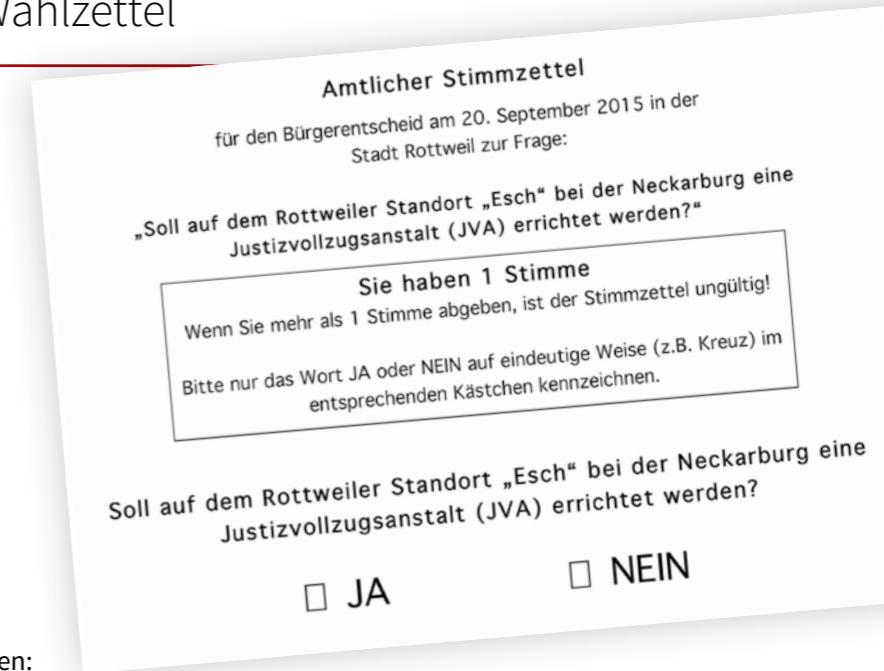 Amtlicher Stimmzettel
für den Bürgerentscheid am 20. September 2015 in der
Stadt Rottweil zur Frage:
„Soll auf dem Rottweiler Standort „Esch“ bei der Neckarburg eine
Justizvollzugsanstalt (JVA) errichtet werden?“
Sie haben 1 Stimme
Wenn Sie mehr als 1 Stimme abgeben, ist der Stimmzettel ungültig!
Bitte nur das Wort JA oder NEIN auf eindeutige Weise (z.B. Kreuz) im
entsprechenden Kästchen kennzeichnen.
Soll auf dem Rottweiler Standort „Esch“ bei der Neckarburg eine
Justizvollzugsanstalt (JVA) errichtet werden?
☐ JA ☐ NEIN